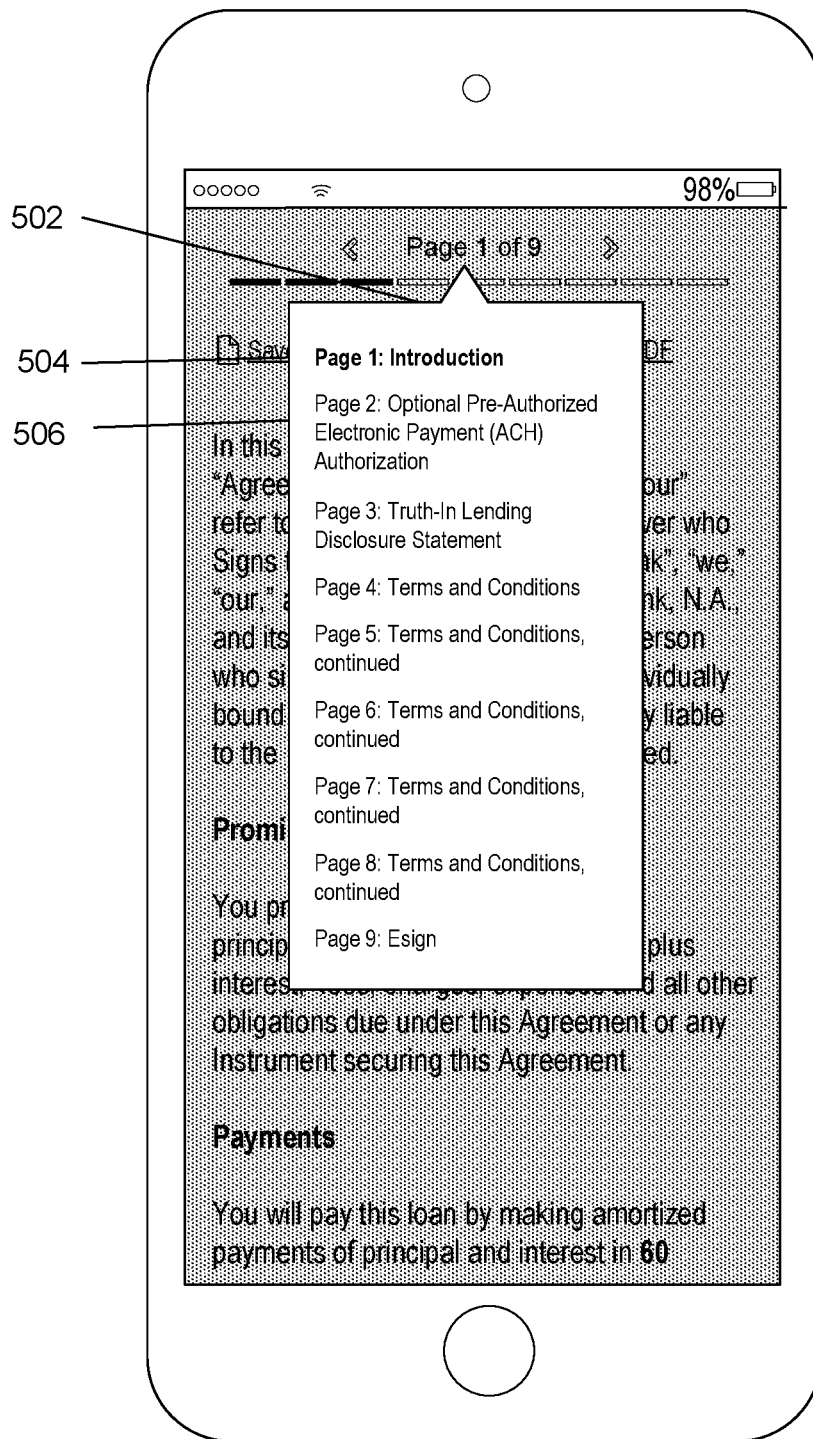 98%
502
Page 1 of 9
504
Save
DF
506
Page 1: Introduction
Page 2: Optional Pre-Authorized
Electronic Payment (ACH)
Authorization
Page 3: Truth-In Lending
Disclosure Statement
Page 4: Terms and Conditions
Page 5: Terms and Conditions,
continued
Page 6: Terms and Conditions,
continued
Page 7: Terms and Conditions,
continued
Page 8: Terms and Conditions,
continued
Page 9: Esign
In this
"Agree our"
refer to ver who
Signs nk", "we,"
"our," nk, N.A.,
and its erson
who si vidually
bound y liable
to the ed.
Promi
You pr
princip plus
interest d all other
obligations due under this Agreement or any
Instrument securing this Agreement.
Payments
You will pay this loan by making amortized
payments of principal and interest in 60